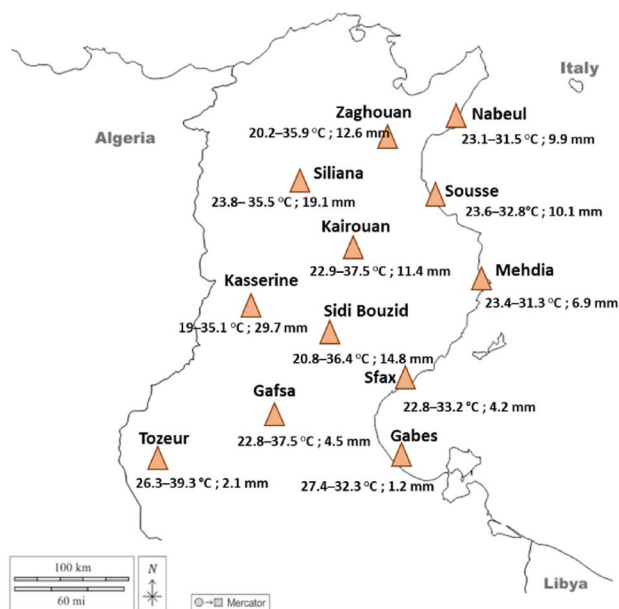 Italy
Algeria
Zaghouan
20.2–35.9 °C ; 12.6 mm
Nabeul
23.1–31.5 °C ; 9.9 mm
Siliana
23.8– 35.5 °C ; 19.1 mm
Sousse
23.6–32.8°C ; 10.1 mm
Kairouan
22.9–37.5 °C ; 11.4 mm
Mehdia
23.4–31.3 °C ; 6.9 mm
Kasserine
19–35.1 °C ; 29.7 mm
Sidi Bouzid
20.8–36.4 °C ; 14.8 mm
Sfax
22.8–33.2 °C ; 4.2 mm
Gafsa
22.8–37.5 °C ; 4.5 mm
Gabes
27.4–32.3 °C ; 1.2 mm
Tozeur
26.3–39.3 °C ; 2.1 mm
100 km
60 mi
N
Mercator
Libya